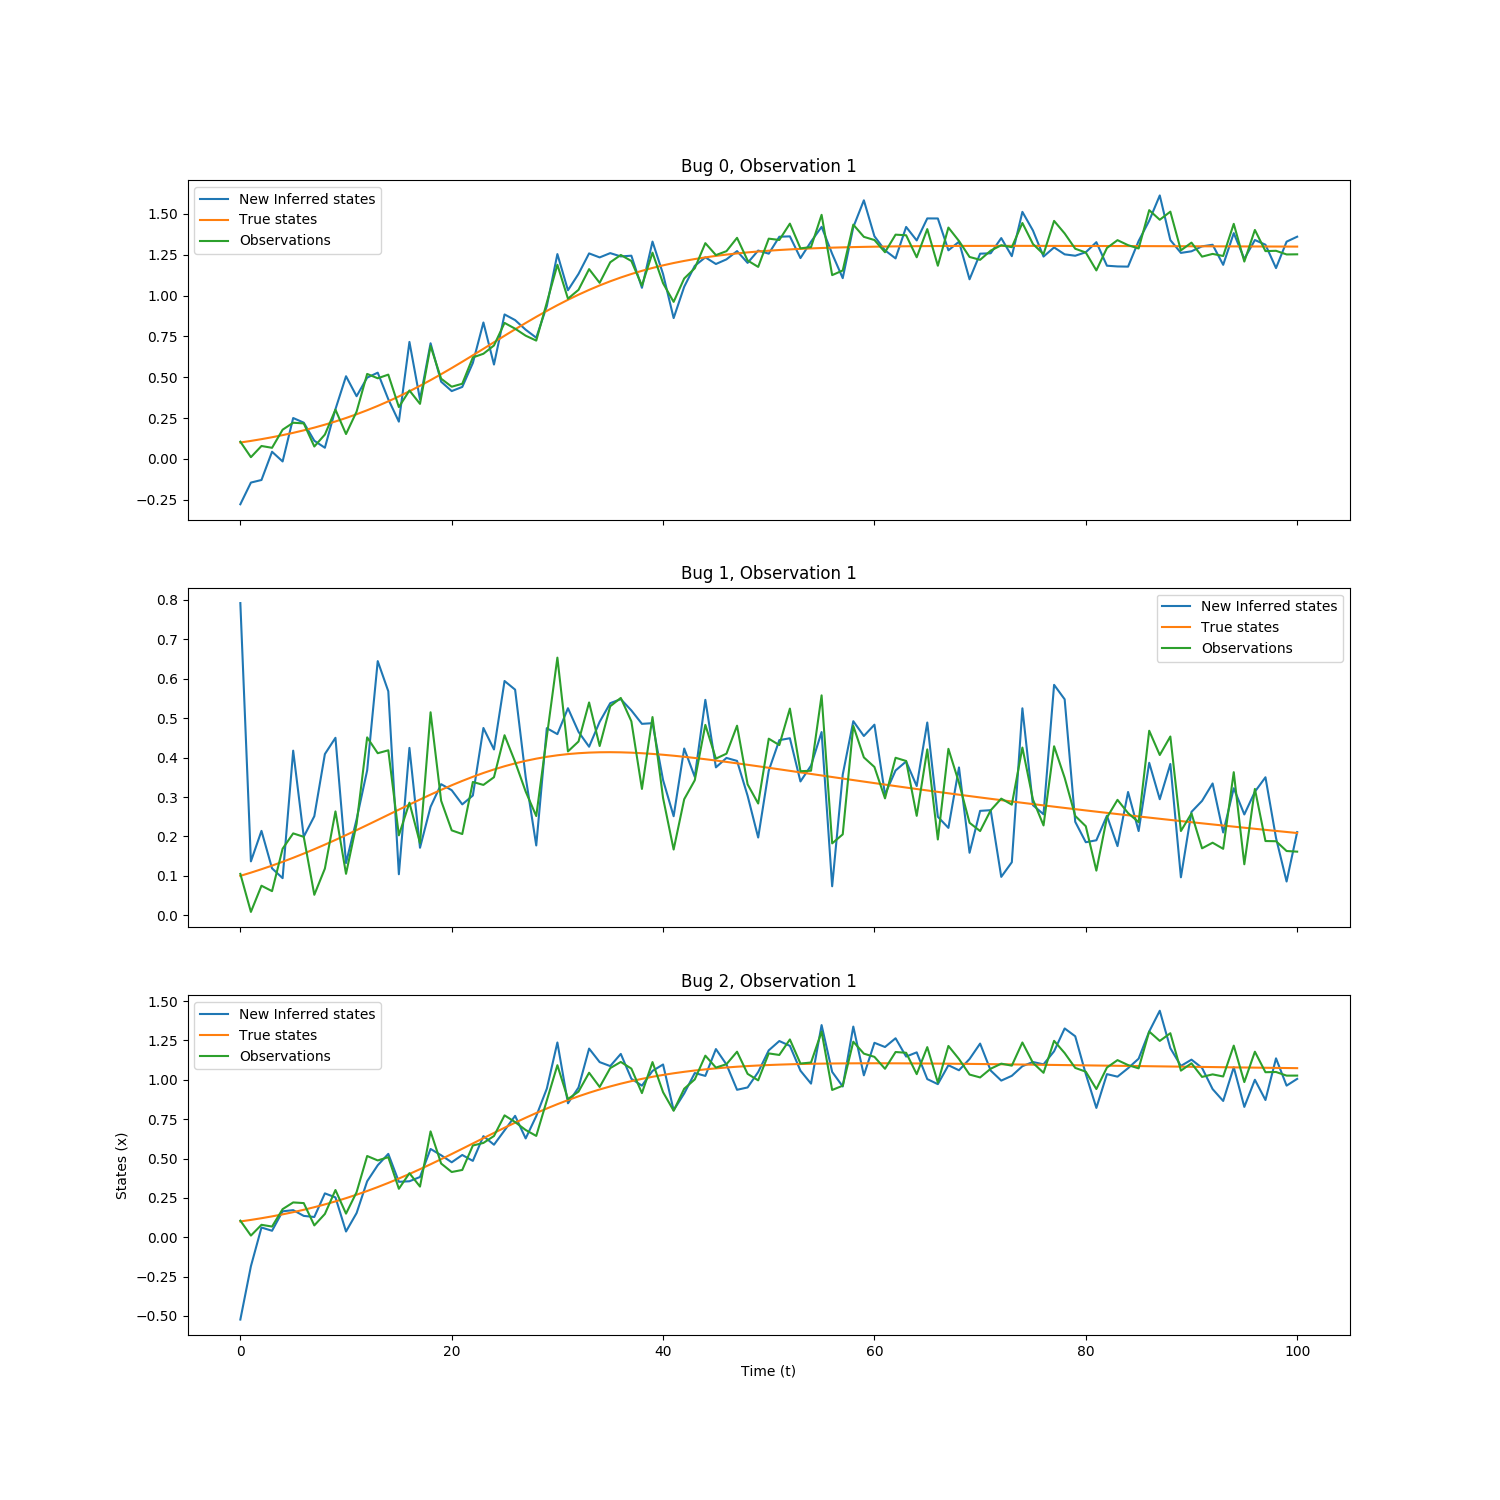 Bug 0, Observation 1
New Inferred states
True states
Observations
1.50
1.25
1.00
0.75
0.50
0.25
0.00
−0.25
Bug 1, Observation 1
New Inferred states
True states
Observations
0.8
0.7
0.6
0.5
0.4
0.3
0.2
0.1
0.0
Bug 2, Observation 1
New Inferred states
True states
Observations
1.50
1.25
1.00
0.75
0.50
0.25
0.00
−0.25
−0.50
States (x)
0 20 40 60 80 100
Time (t)